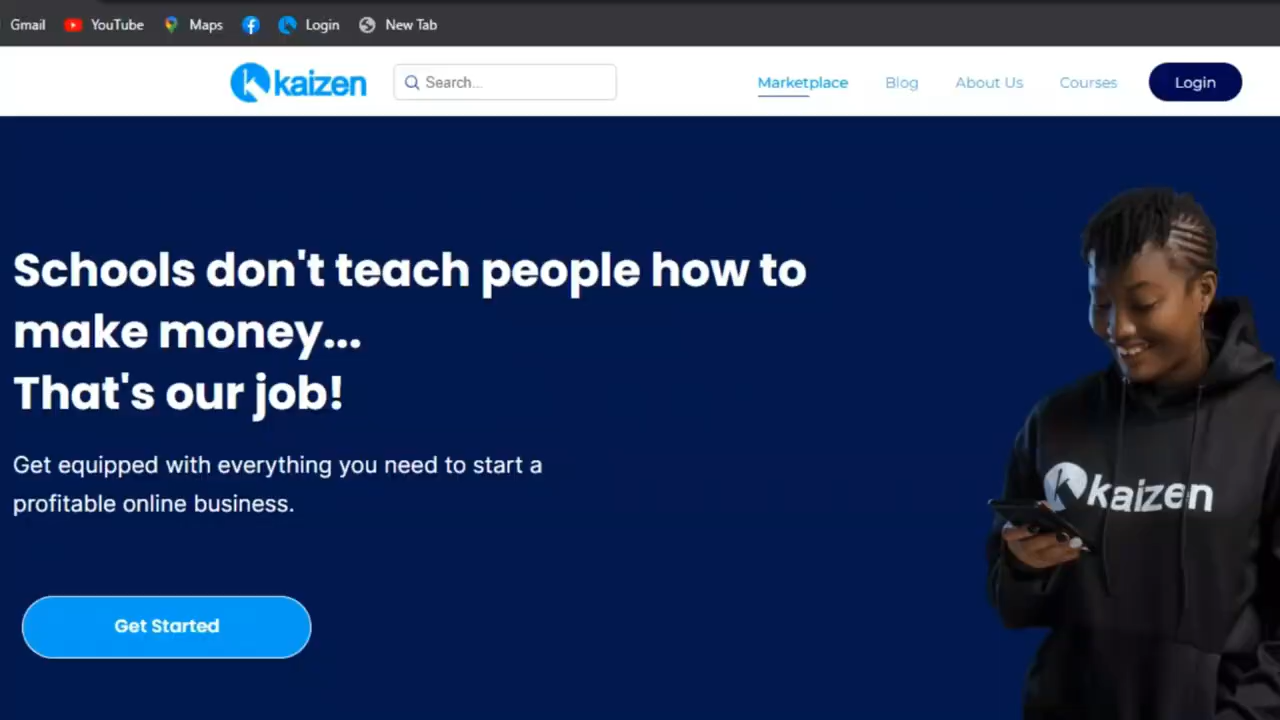 Gmail YouTube Maps Login New Tab
kaizen Search... Marketplace Blog About Us Courses Login
Schools don't teach people how to
make money...
That's our job!
Get equipped with everything you need to start a
profitable online business.
kaizen
Get Started